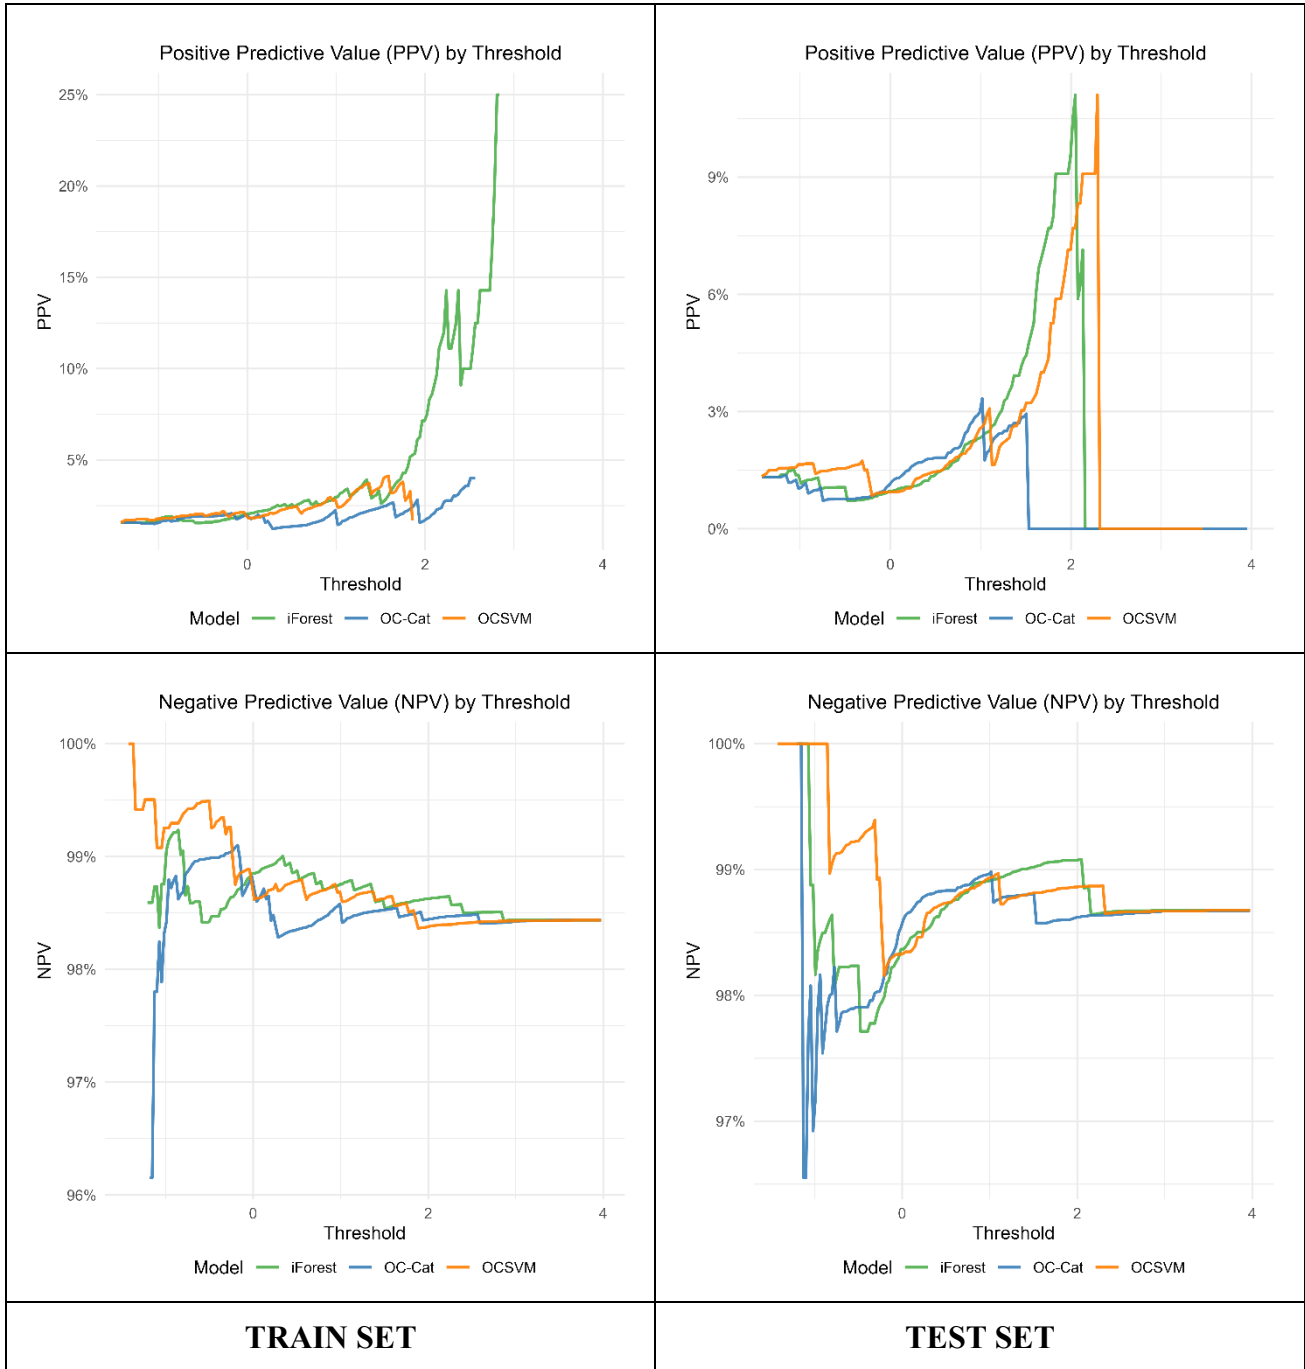 Positive Predictive Value (PPV) by Threshold
25%
20%
15%
10%
5%
PPV
0 2 4
Threshold
Model iForest OC-Cat OCSVM
Positive Predictive Value (PPV) by Threshold
9%
6%
3%
0%
PPV
0 2 4
Threshold
Model iForest OC-Cat OCSVM
Negative Predictive Value (NPV) by Threshold
100%
99%
98%
97%
96%
NPV
0 2 4
Threshold
Model iForest OC-Cat OCSVM
Negative Predictive Value (NPV) by Threshold
100%
99%
98%
97%
NPV
0 2 4
Threshold
Model iForest OC-Cat OCSVM
TRAIN SET
TEST SET